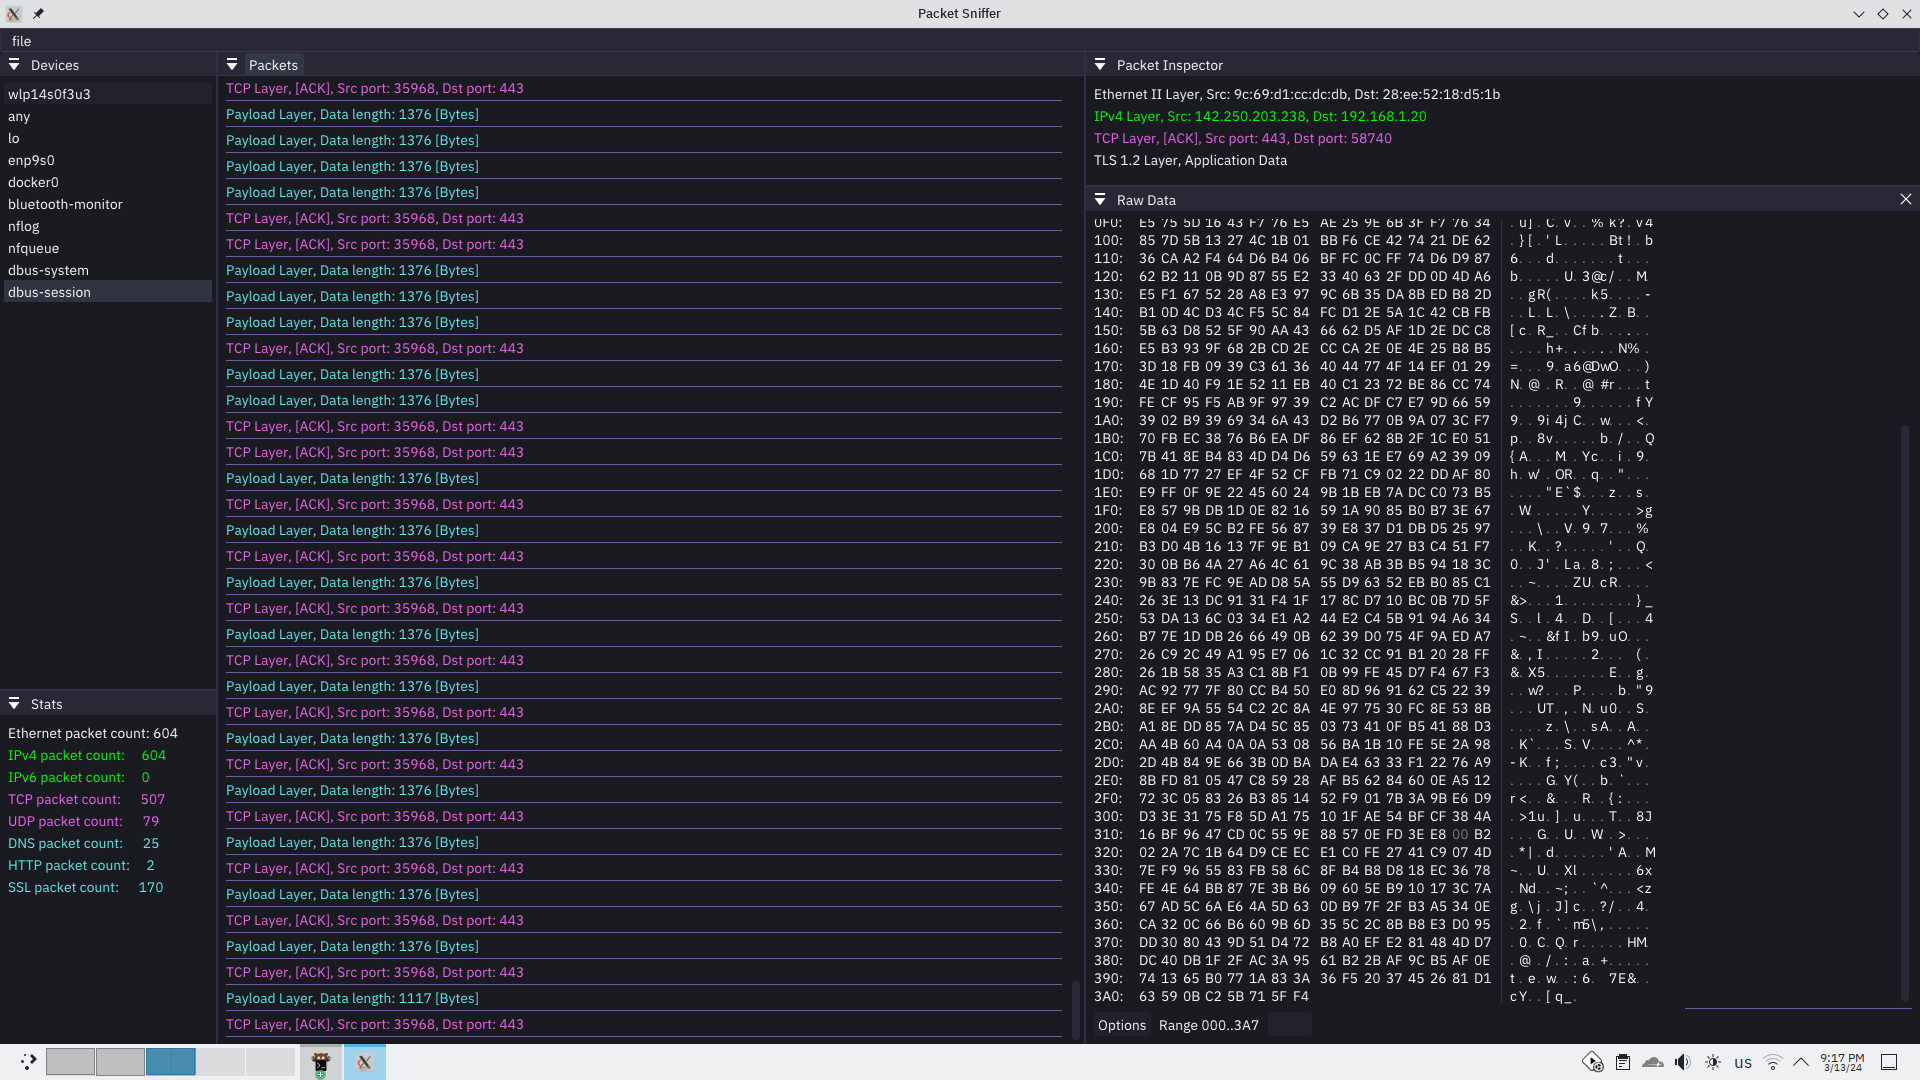 Packet Sniffer
file
Devices
wlp14s0f3u3
any
lo
enp9s0
docker0
bluetooth-monitor
nflog
nfqueue
dbus-system
dbus-session
Stats
Ethernet packet count: 604
IPv4 packet count: 604
IPv6 packet count: 0
TCP packet count: 507
UDP packet count: 79
DNS packet count: 25
HTTP packet count: 2
SSL packet count: 170
Packets
TCP Layer, [ACK], Src port: 35968, Dst port: 443
Payload Layer, Data length: 1376 [Bytes]
Payload Layer, Data length: 1376 [Bytes]
Payload Layer, Data length: 1376 [Bytes]
Payload Layer, Data length: 1376 [Bytes]
TCP Layer, [ACK], Src port: 35968, Dst port: 443
TCP Layer, [ACK], Src port: 35968, Dst port: 443
Payload Layer, Data length: 1376 [Bytes]
Payload Layer, Data length: 1376 [Bytes]
Payload Layer, Data length: 1376 [Bytes]
TCP Layer, [ACK], Src port: 35968, Dst port: 443
Payload Layer, Data length: 1376 [Bytes]
Payload Layer, Data length: 1376 [Bytes]
TCP Layer, [ACK], Src port: 35968, Dst port: 443
TCP Layer, [ACK], Src port: 35968, Dst port: 443
Payload Layer, Data length: 1376 [Bytes]
TCP Layer, [ACK], Src port: 35968, Dst port: 443
Payload Layer, Data length: 1376 [Bytes]
TCP Layer, [ACK], Src port: 35968, Dst port: 443
Payload Layer, Data length: 1376 [Bytes]
TCP Layer, [ACK], Src port: 35968, Dst port: 443
Payload Layer, Data length: 1376 [Bytes]
TCP Layer, [ACK], Src port: 35968, Dst port: 443
Payload Layer, Data length: 1376 [Bytes]
TCP Layer, [ACK], Src port: 35968, Dst port: 443
Payload Layer, Data length: 1376 [Bytes]
TCP Layer, [ACK], Src port: 35968, Dst port: 443
Payload Layer, Data length: 1376 [Bytes]
TCP Layer, [ACK], Src port: 35968, Dst port: 443
Payload Layer, Data length: 1376 [Bytes]
TCP Layer, [ACK], Src port: 35968, Dst port: 443
Payload Layer, Data length: 1376 [Bytes]
TCP Layer, [ACK], Src port: 35968, Dst port: 443
Payload Layer, Data length: 1376 [Bytes]
TCP Layer, [ACK], Src port: 35968, Dst port: 443
Payload Layer, Data length: 1117 [Bytes]
TCP Layer, [ACK], Src port: 35968, Dst port: 443
Packet Inspector
Ethernet II Layer, Src: 9c:69:d1:cc:dc:db, Dst: 28:ee:52:18:d5:1b
IPv4 Layer, Src: 142.250.203.238, Dst: 192.168.1.20
TCP Layer, [ACK], Src port: 443, Dst port: 58740
TLS 1.2 Layer, Application Data
Raw Data
0F0: E5 75 5D 16 43 F7 76 E5 AE 25 9E 6B 3F F7 76 34 .u].C.v..%.k?.v4
100: 85 7D 5B 13 27 4C 1B 01 BB F6 CE 42 74 21 DE 62 .}[.'L.....Bt!.b
110: 36 CA A2 F4 64 D6 B4 06 BF FC 0C FF 74 D6 D9 87 6...d.......t...
120: 62 B2 11 0B 9D 87 55 E2 33 40 63 2F DD 0D 4D A6 b.....U.3@c/..M.
130: E5 F1 67 52 28 A8 E3 97 9C 6B 35 DA 8B ED B8 2D ..gR(....k5....-
140: B1 0D 4C D3 4C F5 5C 84 FC D1 2E 5A 1C 42 CB FB ..L.L.\....Z.B..
150: 5B 63 D8 52 5F 90 AA 43 66 62 D5 AF 1D 2E DC C8 [c.R_..Cfb......
160: E5 B3 93 9F 68 2B CD 2E CC CA 2E 0E 4E 25 B8 B5 ....h+......N%..
170: 3D 18 FB 09 39 C3 61 36 40 44 77 4F 14 EF 01 29 =...9.a6@DwO...)
180: 4E 1D 40 F9 1E 52 11 EB 40 C1 23 72 BE 86 CC 74 N.@..R..@.#r...t
190: FE CF 95 F5 AB 9F 97 39 C2 AC DF C7 E7 9D 66 59 .......9......fY
1A0: 39 02 B9 39 69 34 6A 43 D2 B6 77 0B 9A 07 3C F7 9..9i4jC..w...<.
1B0: 70 FB EC 38 76 B6 EA DF 86 EF 62 8B 2F 1C E0 51 p..8v.....b./..Q
1C0: 7B 41 8E B4 83 4D D4 D6 59 63 1E E7 69 A2 39 09 {A...M..Yc..i.9.
1D0: 68 1D 77 27 EF 4F 52 CF FB 71 C9 02 22 DD AF 80 h.w'.OR..q.."...
1E0: E9 FF 0F 9E 22 45 60 24 9B 1B EB 7A DC C0 73 B5 ...."E`$...z..s.
1F0: E8 57 9B DB 1D 0E 82 16 59 1A 90 85 B0 B7 3E 67 .W......Y.....>g
200: E8 04 E9 5C B2 FE 56 87 39 E8 37 D1 DB D5 25 97 ...\..V.9.7...%.
210: B3 D0 4B 16 13 7F 9E B1 09 CA 9E 27 B3 C4 51 F7 ..K..?.....'..Q.
220: 30 0B B6 4A 27 A6 4C 61 9C 38 AB 3B B5 94 18 3C 0..J'.La.8.;...<
230: 9B 83 7E FC 9E AD D8 5A 55 D9 63 52 EB B0 85 C1 ..~....ZU.cR....
240: 26 3E 13 DC 91 31 F4 1F 17 8C D7 10 BC 0B 7D 5F &>...1........}_
250: 53 DA 13 6C 03 34 E1 A2 44 E2 C4 5B 91 94 A6 34 S..l.4..D..[...4
260: B7 7E 1D DB 26 66 49 0B 62 39 D0 75 4F 9A ED A7 .~..&fI.b9.uO...
270: 26 C9 2C 49 A1 95 E7 06 1C 32 CC 91 B1 20 28 FF &.,I.....2... (.
280: 26 1B 58 35 A3 C1 8B F1 0B 99 FE 45 D7 F4 67 F3 &.X5.......E..g.
290: AC 92 77 7F 80 CC B4 50 E0 8D 96 91 62 C5 22 39 ..w?...P....b."9
2A0: 8E EF 9A 55 54 C2 2C 8A 4E 97 75 30 FC 8E 53 8B ...UT.,.N.u0..S.
2B0: A1 8E DD 85 7A D4 5C 85 03 73 41 0F B5 41 88 D3 ....z.\..sA..A..
2C0: AA 4B 60 A4 0A 0A 53 08 56 BA 1B 10 FE 5E 2A 98 .K`...S.V....^*.
2D0: 2D 4B 84 9E 66 3B 0D BA DA E4 63 33 F1 22 76 A9 -K..f;....c3."v.
2E0: 8B FD 81 05 47 C8 59 28 AF B5 62 84 60 0E A5 12 ....G.Y(..b.`...
2F0: 72 3C 05 83 26 B3 85 14 52 F9 01 7B 3A 9B E6 D9 r<..&...R..{:...
300: D3 3E 31 75 F8 5D A1 75 10 1F AE 54 BF CF 38 4A .>1u.].u...T..8J
310: 16 BF 96 47 CD 0C 55 9E 88 57 0E FD 3E E8 00 B2 ...G..U..W..>...
320: 02 2A 7C 1B 64 D9 CE EC E1 C0 FE 27 41 C9 07 4D .*|.d......'A..M
330: 7E F9 96 55 83 FB 58 6C 8F B4 B8 D8 18 EC 36 78 ~..U..Xl......6x
340: FE 4E 64 BB 87 7E 3B B6 09 60 5E B9 10 17 3C 7A .Nd..~;..`^...<z
350: 67 AD 5C 6A E6 4A 5D 63 0D B9 7F 2F B3 A5 34 0E g.\j.J]c..?/..4.
360: CA 32 0C 66 B6 60 9B 6D 35 5C 2C 8B B8 E3 D0 95 .2.f.`.m5\,.....
370: DD 30 80 43 9D 51 D4 72 B8 A0 EF E2 81 48 4D D7 .0.C.Q.r.....HM.
380: DC 40 DB 1F 2F AC 3A 95 61 B2 2B AF 9C B5 AF 0E .@../.:.a.+.....
390: 74 13 65 B0 77 1A 83 3A 36 F5 20 37 45 26 81 D1 t.e.w..:6. 7E&..
3A0: 63 59 0B C2 5B 71 5F F4 cY..[q_.
Options Range 000..3A7
us
9:17 PM
3/13/24